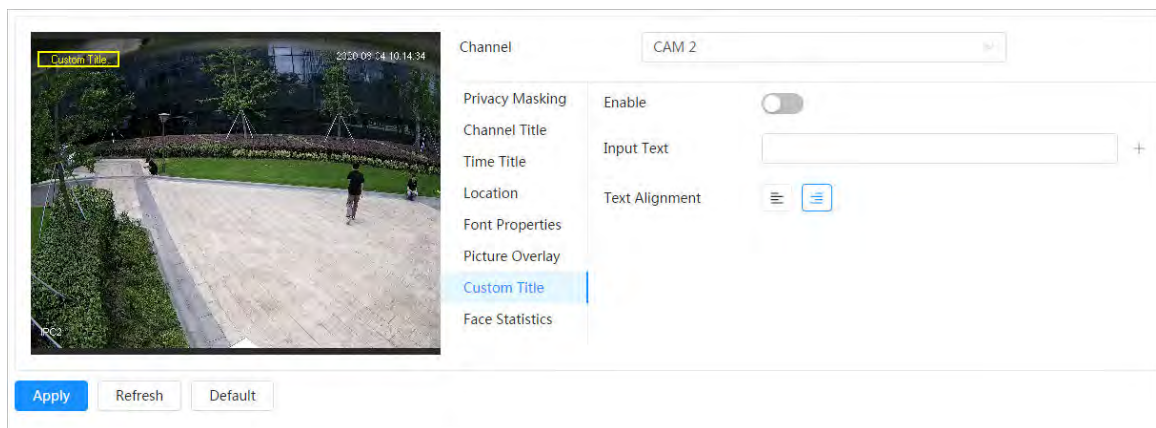 Custom Title
2020-09-04 10:14:34
IPC2
Channel
CAM 2
Privacy Masking
Channel Title
Time Title
Location
Font Properties
Picture Overlay
Custom Title
Face Statistics
Enable
Input Text
+
Text Alignment
Apply
Refresh
Default